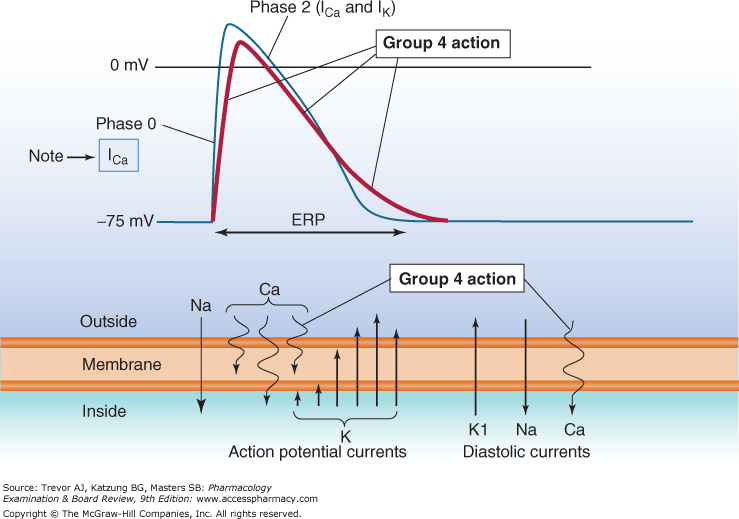 Phase 2 (ICa and IK)
Group 4 action
0 mV
Phase 0
Note
ICa
–75 mV
ERP
Group 4 action
Ca
Na
Outside
Membrane
Inside
K1
Na
Ca
K
Action potential currents
Diastolic currents
Source: Trevor AJ, Katzung BG, Masters SB: Pharmacology
Examination & Board Review, 9th Edition: www.accesspharmacy.com
Copyright © The McGraw-Hill Companies, Inc. All rights reserved.